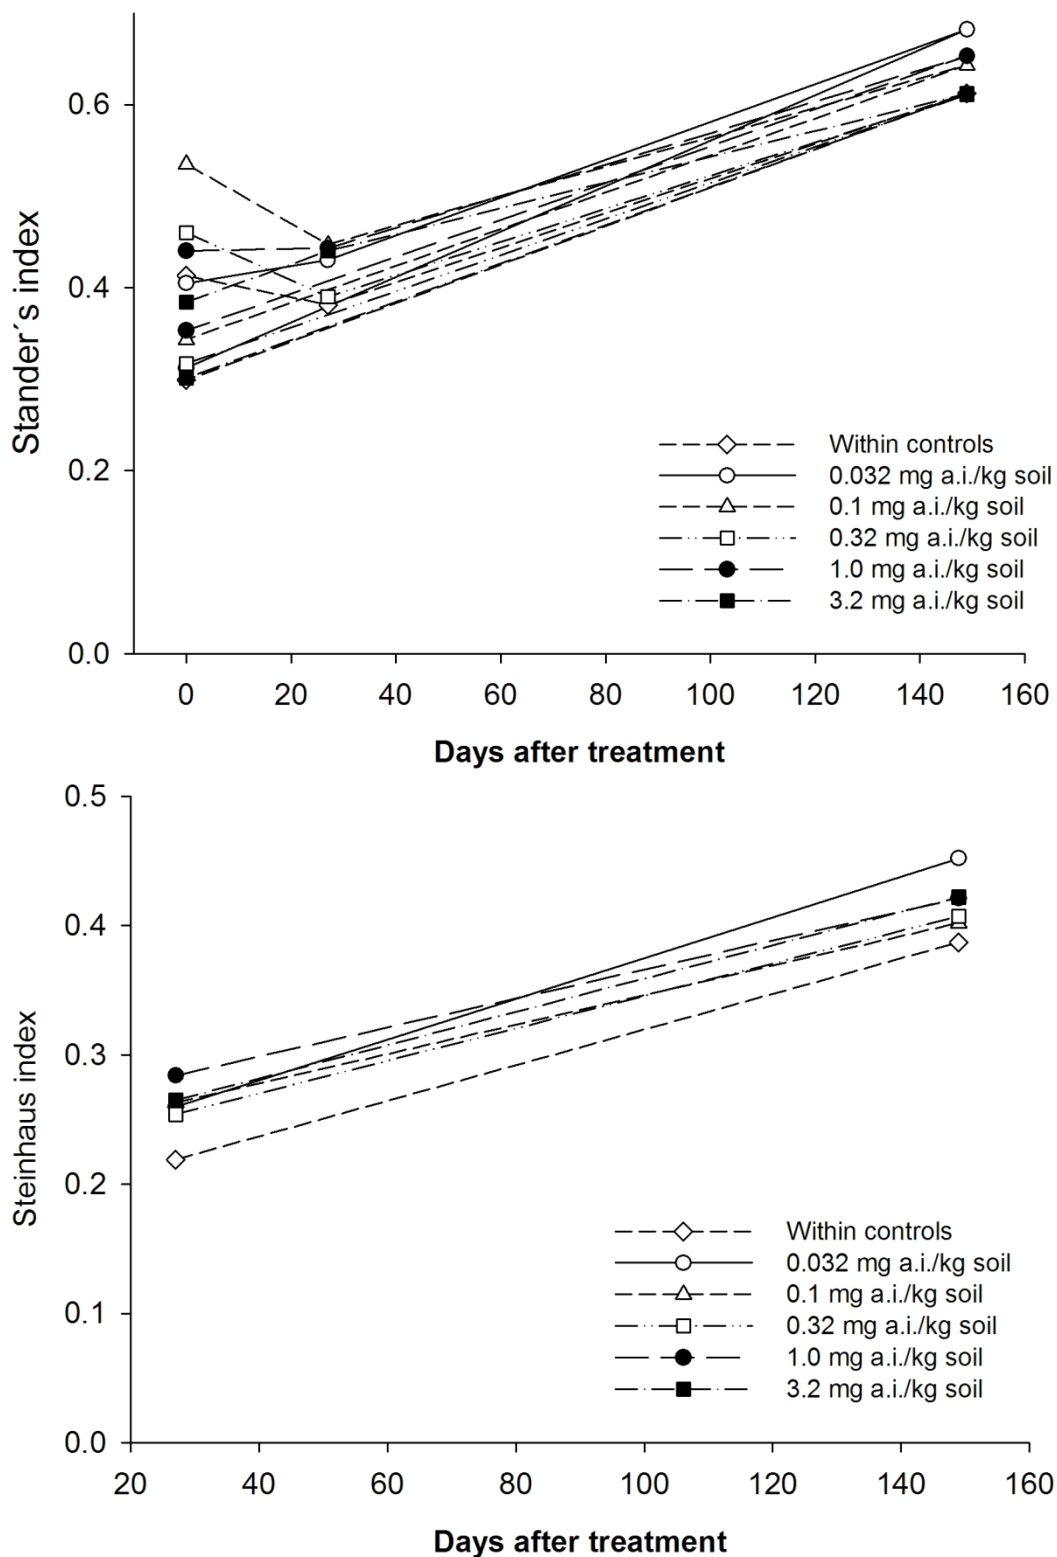 Stander´s index
0.6
0.4
0.2
0.0
Within controls
0.032 mg a.i./kg soil
0.1 mg a.i./kg soil
0.32 mg a.i./kg soil
1.0 mg a.i./kg soil
3.2 mg a.i./kg soil
0 20 40 60 80 100 120 140 160
Days after treatment
Steinhaus index
0.5
0.4
0.3
0.2
0.1
0.0
Within controls
0.032 mg a.i./kg soil
0.1 mg a.i./kg soil
0.32 mg a.i./kg soil
1.0 mg a.i./kg soil
3.2 mg a.i./kg soil
20 40 60 80 100 120 140 160
Days after treatment